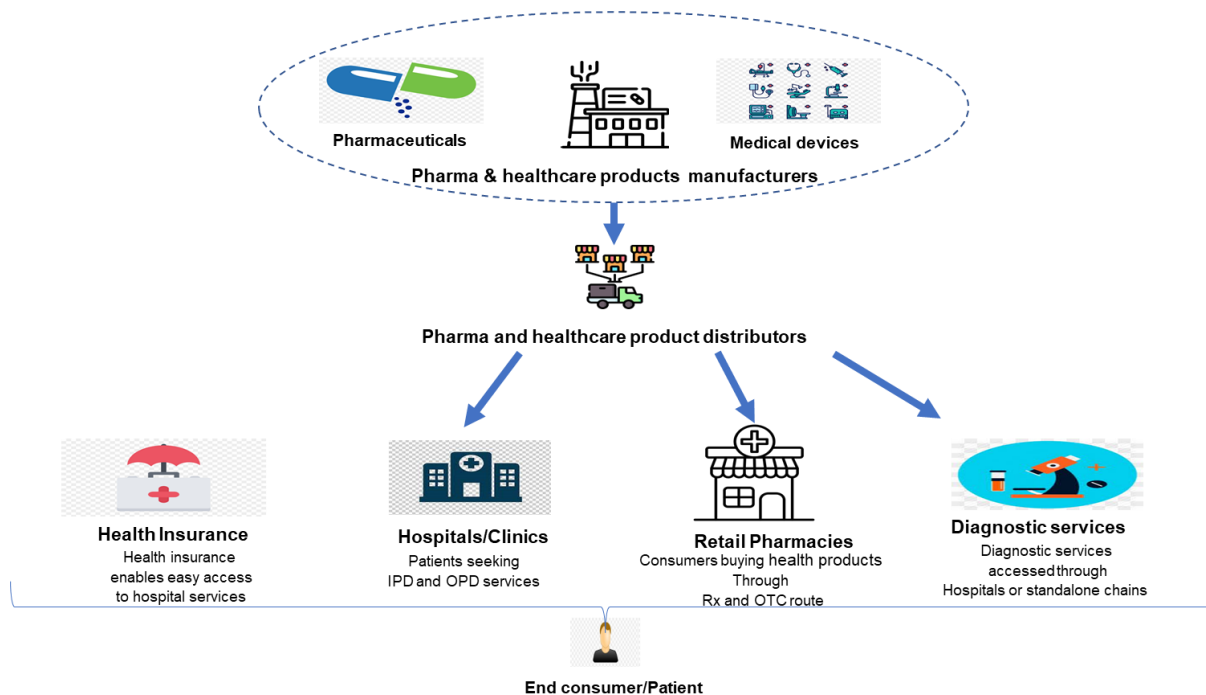 Pharmaceuticals
Medical devices
Pharma & healthcare products manufacturers
Pharma and healthcare product distributors
Health Insurance
Health insurance
enables easy access
to hospital services
Hospitals/Clinics
Patients seeking
IPD and OPD services
Retail Pharmacies
Consumers buying health products
Through
Rx and OTC route
Diagnostic services
Diagnostic services
accessed through
Hospitals or standalone chains
End consumer/Patient